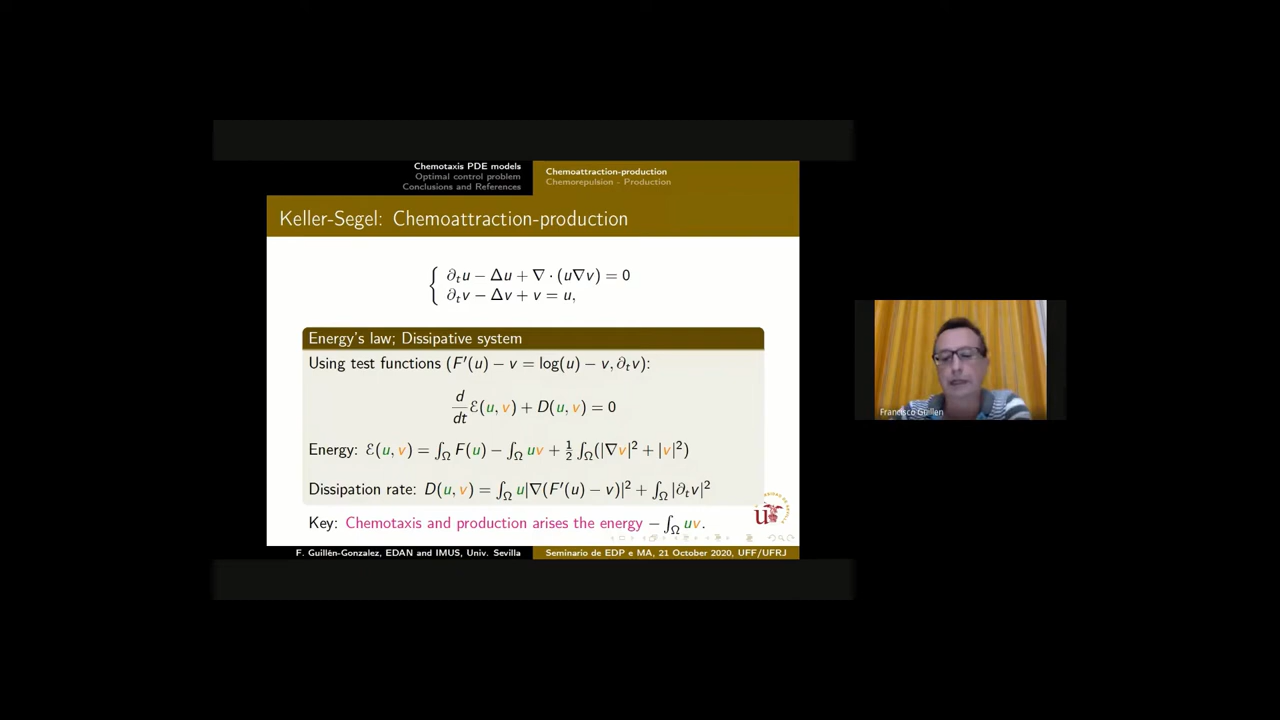 Chemotaxis PDE models
Optimal control problem
Conclusions and References
Chemoattraction-production
Chemorepulsion - Production
Keller-Segel: Chemoattraction-production
∂ₜu − Δu + ∇ · (u∇v) = 0
∂ₜv − Δv + v = u,
Energy's law; Dissipative system
Using test functions (F′(u) − v = log(u) − v, ∂ₜv):
d/dt ℰ(u, v) + D(u, v) = 0
Energy: ℰ(u, v) = ∫_Ω F(u) − ∫_Ω uv + ½ ∫_Ω(|∇v|² + |v|²)
Dissipation rate: D(u, v) = ∫_Ω u|∇(F′(u) − v)|² + ∫_Ω |∂ₜv|²
Key: Chemotaxis and production arises the energy − ∫_Ω uv.
F. Guillén-Gonzalez, EDAN and IMUS, Univ. Sevilla
Seminario de EDP e MA, 21 October 2020, UFF/UFRJ
Francisco Guillen